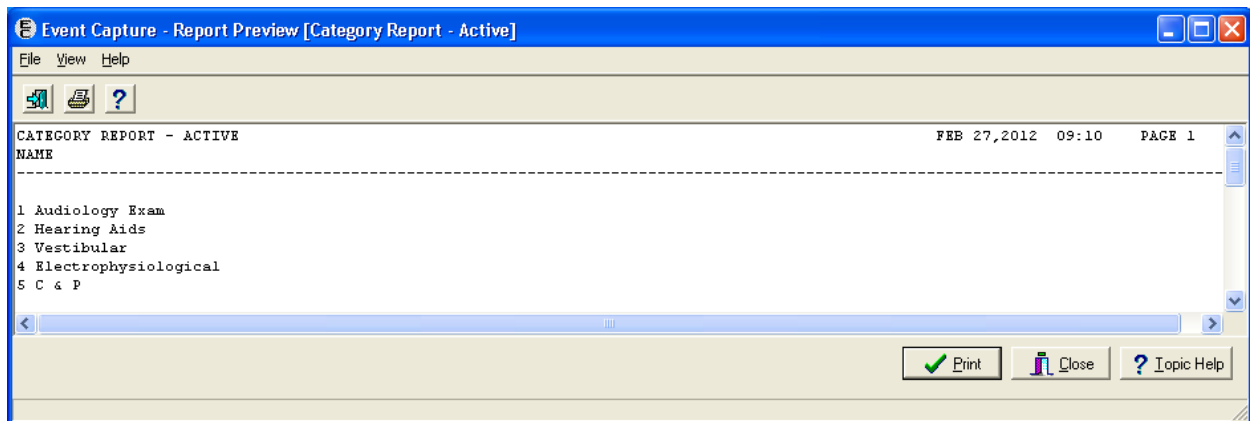 Event Capture - Report Preview [Category Report - Active]
File View Help
?
CATEGORY REPORT - ACTIVE FEB 27,2012 09:10 PAGE 1
NAME
--------------------------------------------------------------------------------
1 Audiology Exam
2 Hearing Aids
3 Vestibular
4 Electrophysiological
5 C & P
Print Close ? Topic Help